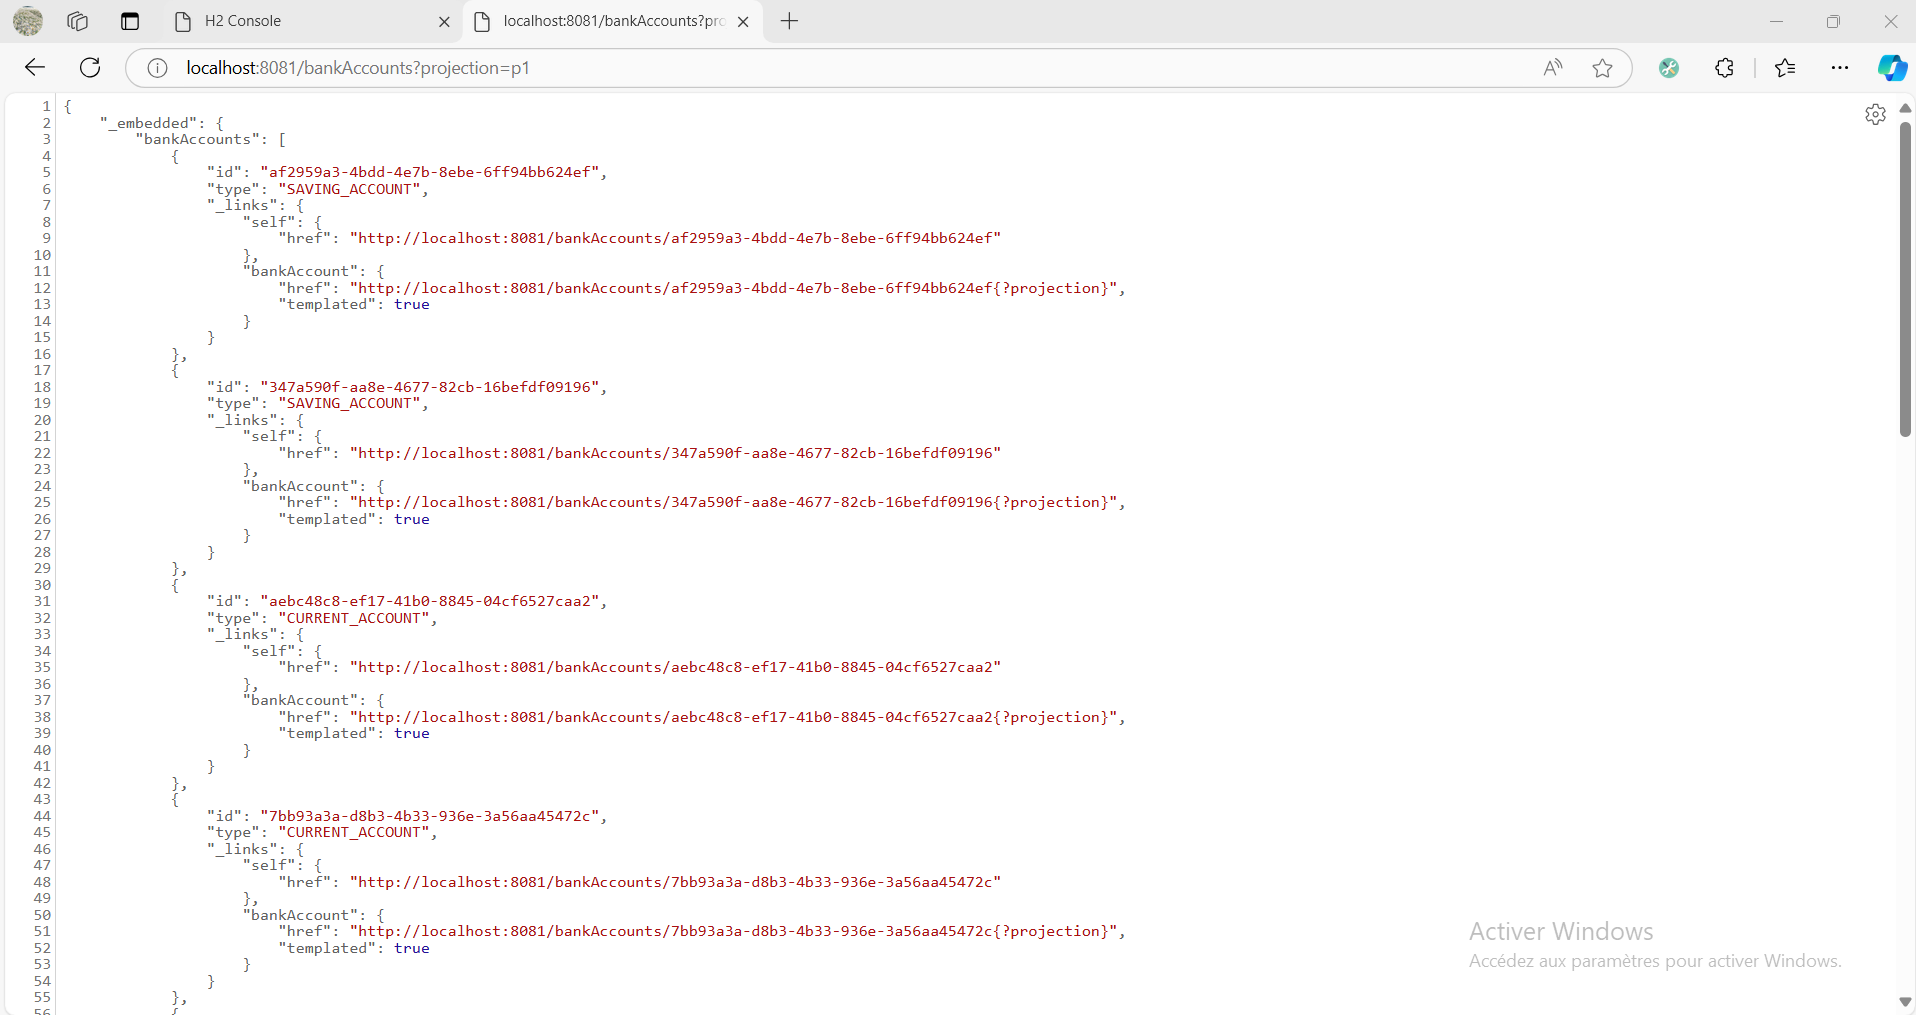 H2 Console
localhost:8081/bankAccounts?pro
localhost:8081/bankAccounts?projection=p1
1 {
2 "_embedded": {
3 "bankAccounts": [
4 {
5 "id": "af2959a3-4bdd-4e7b-8ebe-6ff94bb624ef",
6 "type": "SAVING_ACCOUNT",
7 "_links": {
8 "self": {
9 "href": "http://localhost:8081/bankAccounts/af2959a3-4bdd-4e7b-8ebe-6ff94bb624ef"
10 },
11 "bankAccount": {
12 "href": "http://localhost:8081/bankAccounts/af2959a3-4bdd-4e7b-8ebe-6ff94bb624ef{?projection}",
13 "templated": true
14 }
15 }
16 },
17 {
18 "id": "347a590f-aa8e-4677-82cb-16befdf09196",
19 "type": "SAVING_ACCOUNT",
20 "_links": {
21 "self": {
22 "href": "http://localhost:8081/bankAccounts/347a590f-aa8e-4677-82cb-16befdf09196"
23 },
24 "bankAccount": {
25 "href": "http://localhost:8081/bankAccounts/347a590f-aa8e-4677-82cb-16befdf09196{?projection}",
26 "templated": true
27 }
28 }
29 },
30 {
31 "id": "aebc48c8-ef17-41b0-8845-04cf6527caa2",
32 "type": "CURRENT_ACCOUNT",
33 "_links": {
34 "self": {
35 "href": "http://localhost:8081/bankAccounts/aebc48c8-ef17-41b0-8845-04cf6527caa2"
36 },
37 "bankAccount": {
38 "href": "http://localhost:8081/bankAccounts/aebc48c8-ef17-41b0-8845-04cf6527caa2{?projection}",
39 "templated": true
40 }
41 }
42 },
43 {
44 "id": "7bb93a3a-d8b3-4b33-936e-3a56aa45472c",
45 "type": "CURRENT_ACCOUNT",
46 "_links": {
47 "self": {
48 "href": "http://localhost:8081/bankAccounts/7bb93a3a-d8b3-4b33-936e-3a56aa45472c"
49 },
50 "bankAccount": {
51 "href": "http://localhost:8081/bankAccounts/7bb93a3a-d8b3-4b33-936e-3a56aa45472c{?projection}",
52 "templated": true
53 }
54 }
55 },
56 {
Activer Windows
Accédez aux paramètres pour activer Windows.